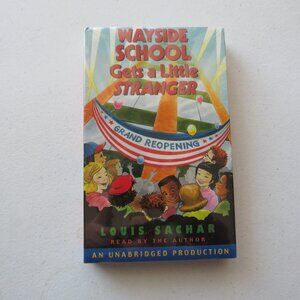 WAYSIDE
SCHOOL
Gets a Little
STRANGER
GRAND REOPENING
LOUIS SACHAR
READ BY THE AUTHOR
AN UNABRIDGED PRODUCTION